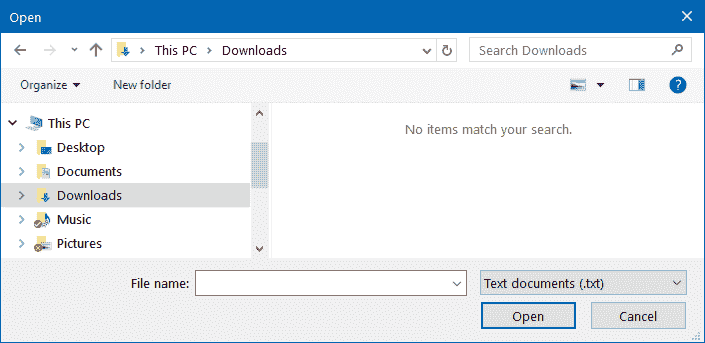 Open
This PC > Downloads
Search Downloads
Organize
New folder
?
This PC
Desktop
Documents
Downloads
Music
Pictures
No items match your search.
File name:
Text documents (.txt)
Open
Cancel